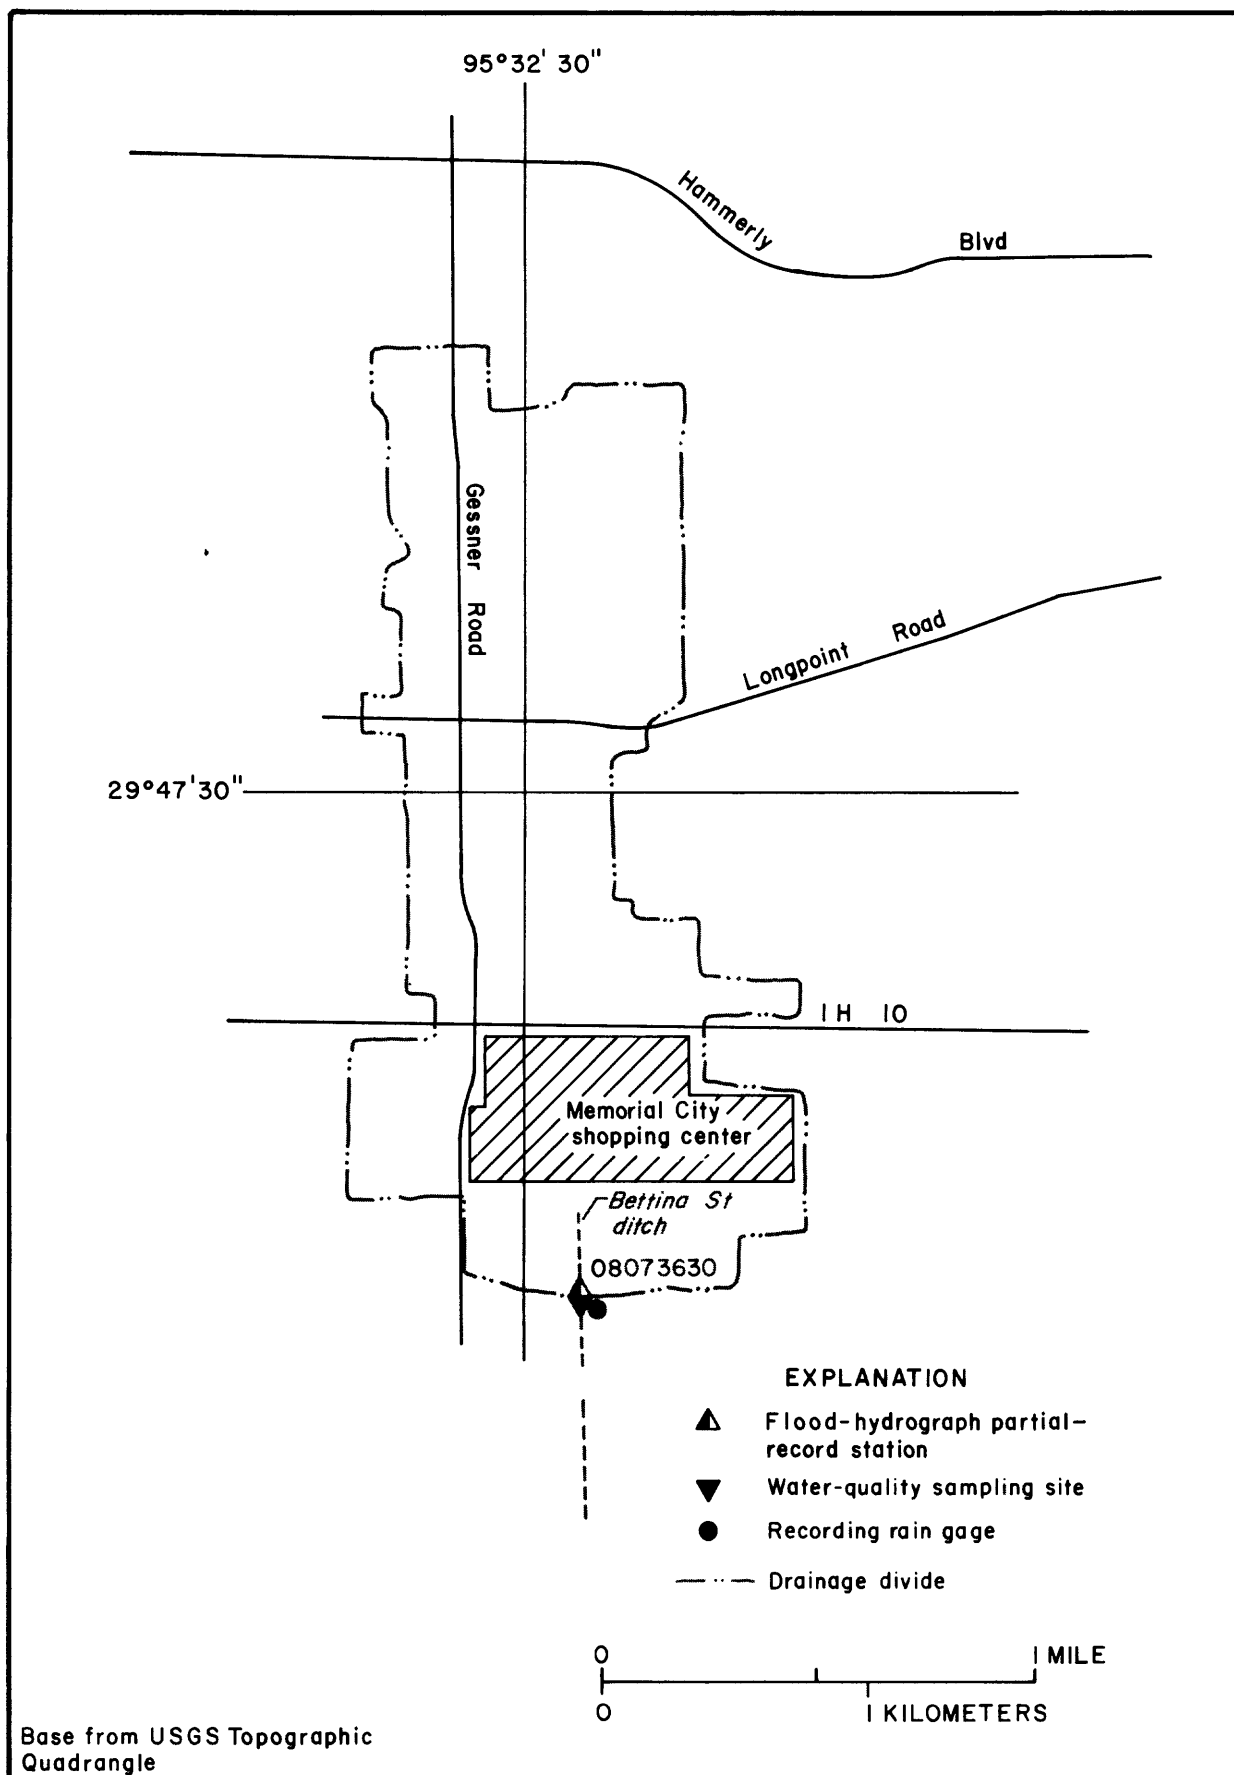 95°32' 30"
Hammerly
Blvd
Gessner Road
Longpoint Road
29°47'30"
IH 10
Memorial City
shopping center
Bettina St
ditch
08073630
EXPLANATION
Flood-hydrograph partial-
record station
Water-quality sampling site
Recording rain gage
Drainage divide
0 1 MILE
0 1 KILOMETERS
Base from USGS Topographic
Quadrangle